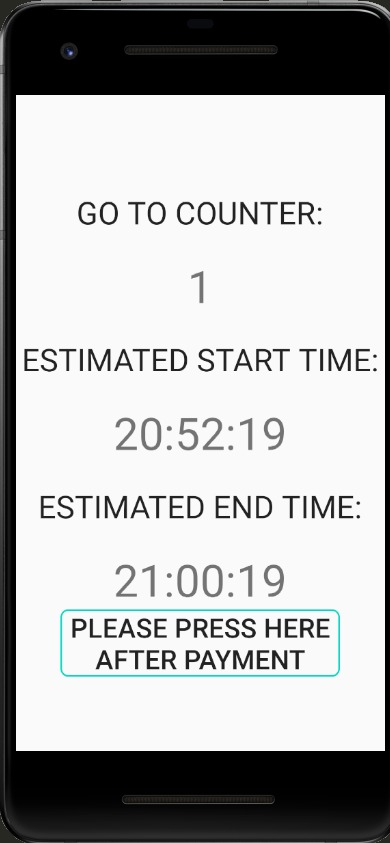 GO TO COUNTER:
1
ESTIMATED START TIME:
20:52:19
ESTIMATED END TIME:
21:00:19
PLEASE PRESS HERE
AFTER PAYMENT